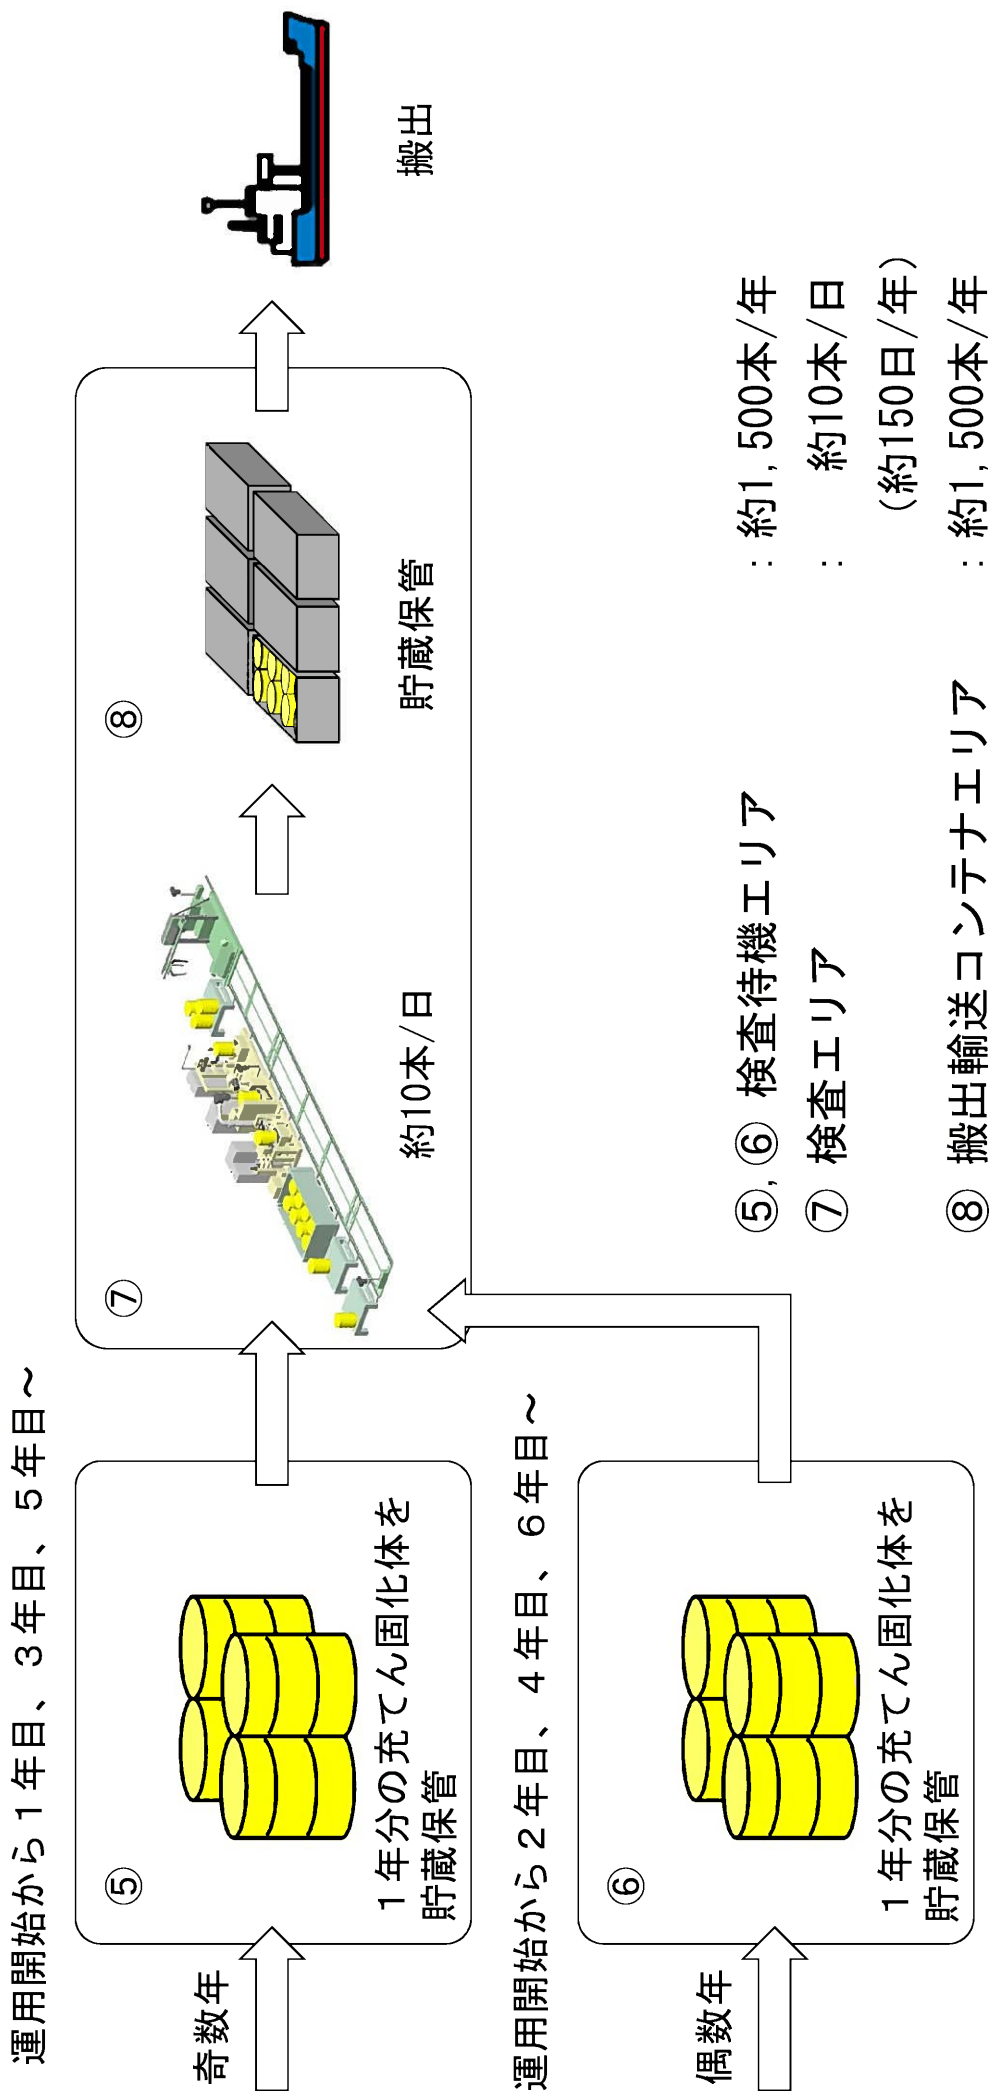 運用開始から１年目、３年目、５年目～
奇数年
⑤
１年分の充てん固化体を
貯蔵保管
⑦
約10本/日
⑧
貯蔵保管
搬出
運用開始から２年目、４年目、６年目～
偶数年
⑥
１年分の充てん固化体を
貯蔵保管
⑤,⑥ 検査待機エリア : 約1,500本/年
⑦ 検査エリア : 約10本/日
(約150日/年)
⑧ 搬出輸送コンテナエリア : 約1,500本/年